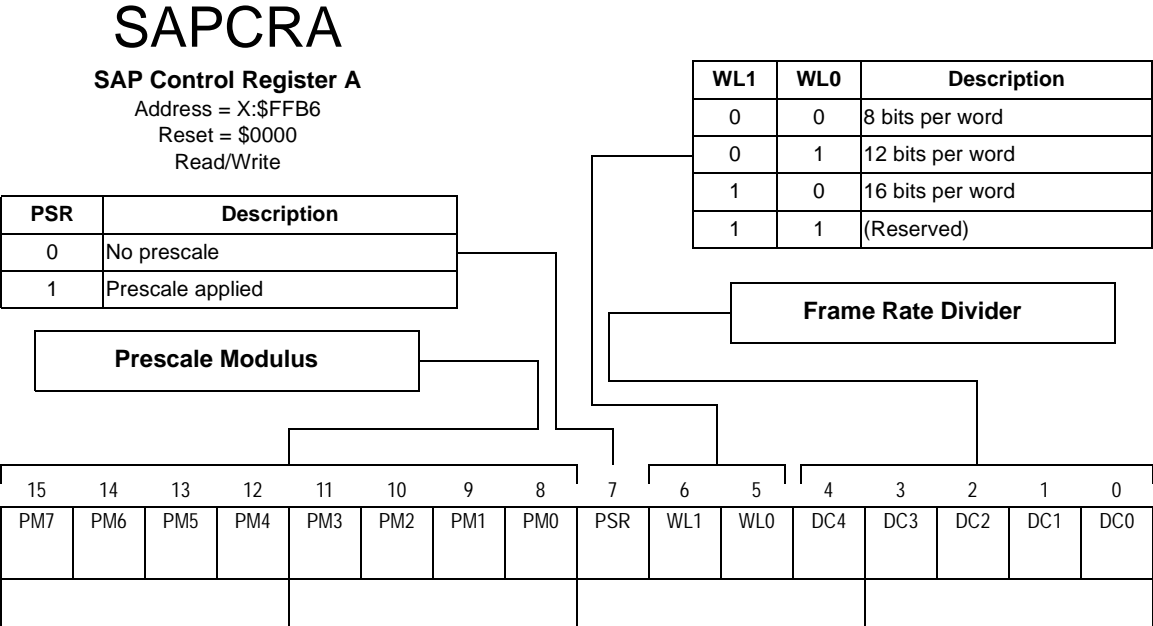 SAPCRA
SAP Control Register A
Address = X:$FFB6
Reset = $0000
Read/Write
WL1 WL0 Description
0 0 8 bits per word
0 1 12 bits per word
1 0 16 bits per word
1 1 (Reserved)
PSR Description
0 No prescale
1 Prescale applied
Frame Rate Divider
Prescale Modulus
15 14 13 12 11 10 9 8 7 6 5 4 3 2 1 0
PM7 PM6 PM5 PM4 PM3 PM2 PM1 PM0 PSR WL1 WL0 DC4 DC3 DC2 DC1 DC0